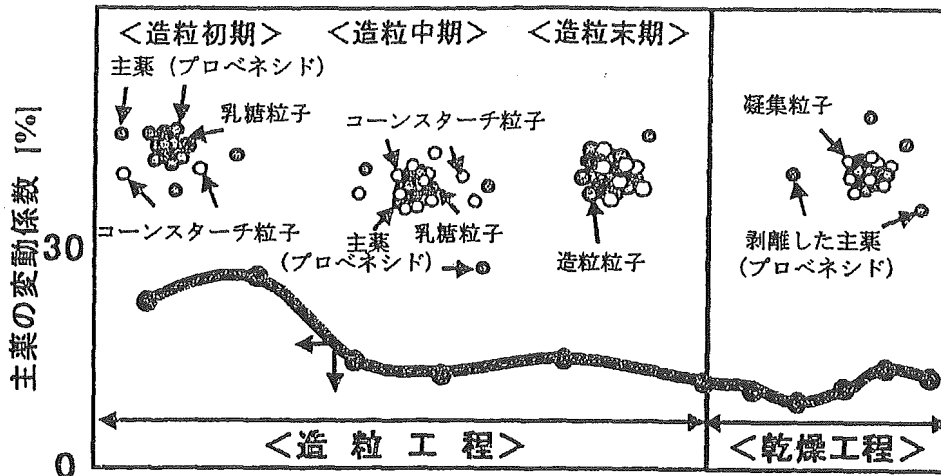 <造粒初期>
<造粒中期>
<造粒末期>
主薬 (プロベネシド)
乳糖粒子
コーンスターチ粒子
コーンスターチ粒子
主薬
(プロベネシド)
乳糖粒子
造粒粒子
凝集粒子
剥離した主薬
(プロベネシド)
主薬の変動係数 [%]
30
0
<造 粒 工 程>
<乾燥工程>